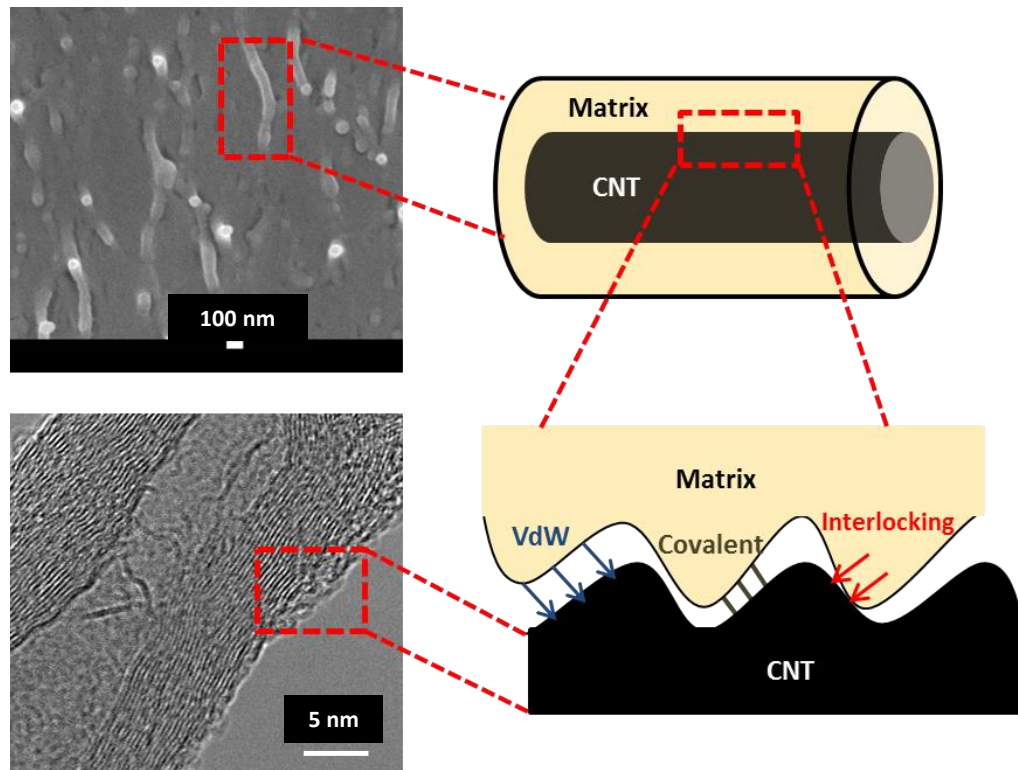 Matrix
CNT
100 nm
Matrix
VdW
Covalent
Interlocking
CNT
5 nm